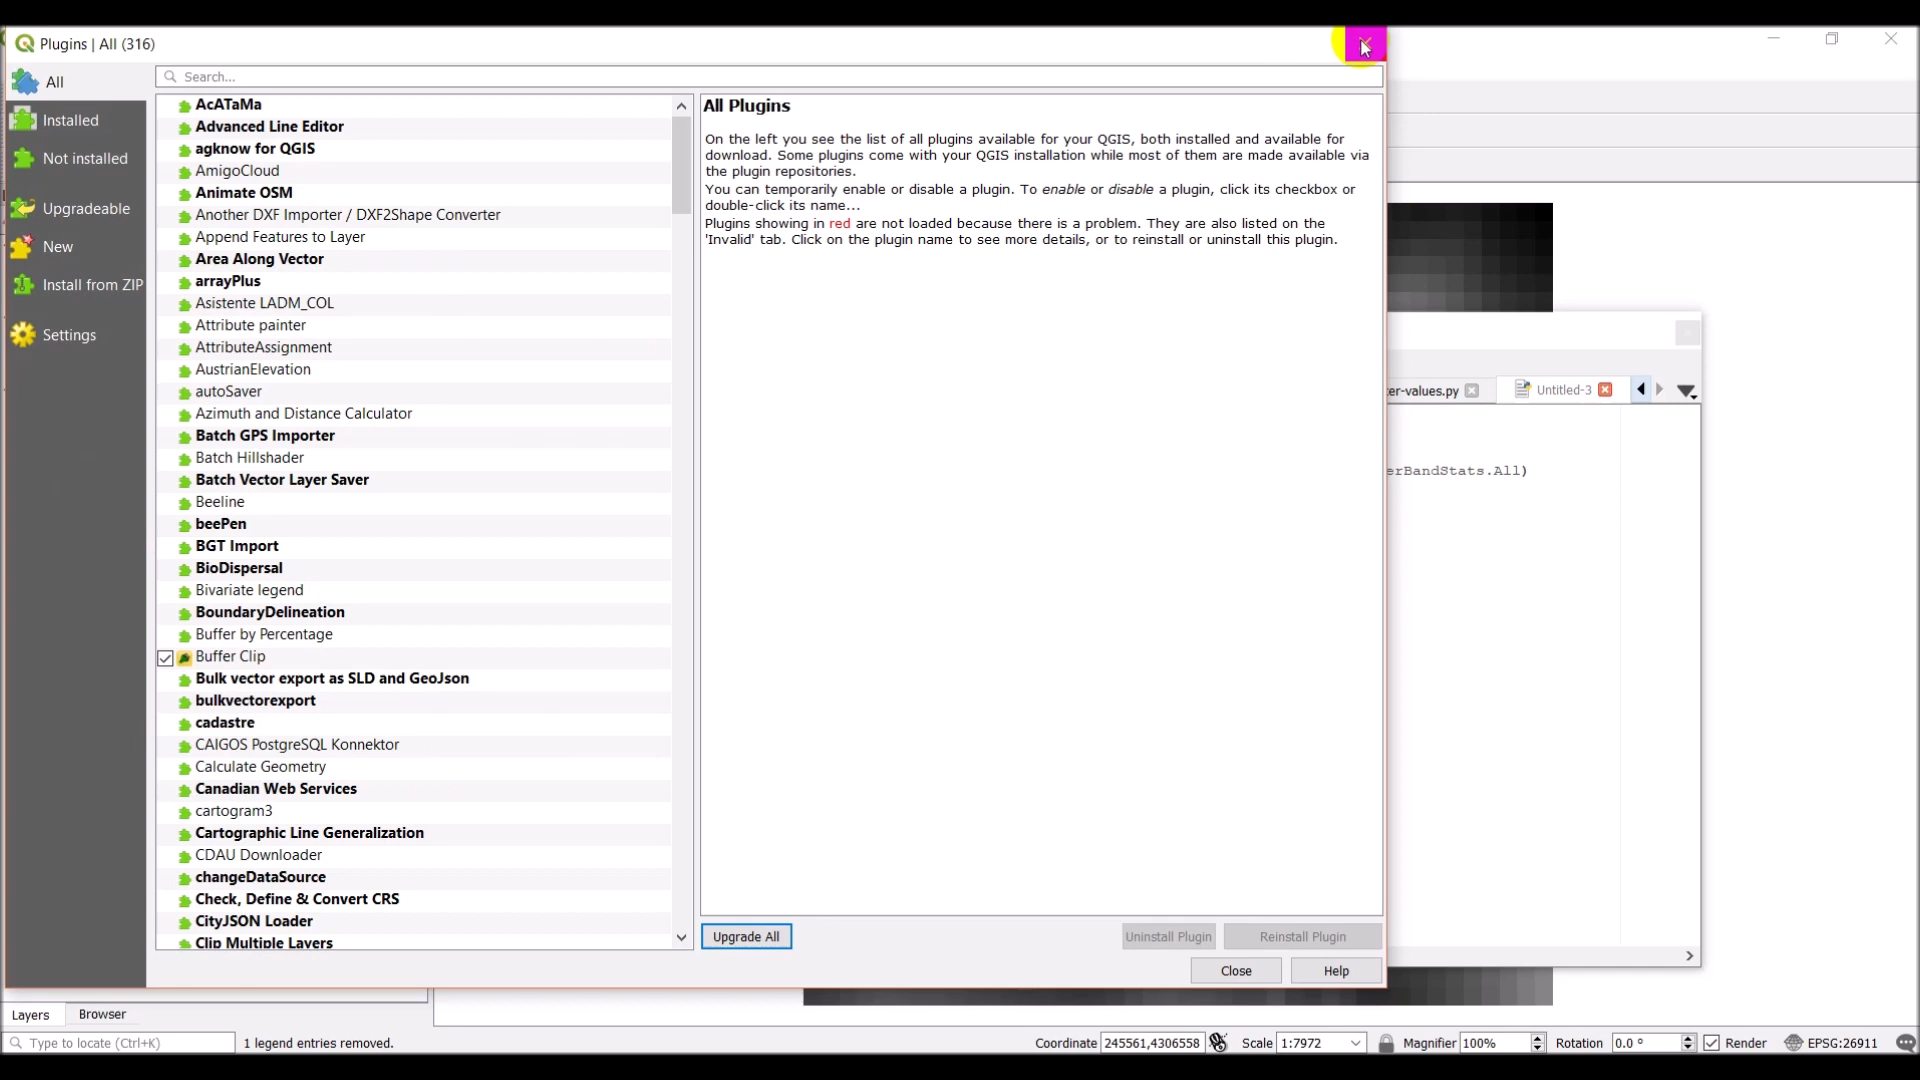 Plugins | All (316)
All
Installed
Not installed
Upgradeable
New
Install from ZIP
Settings
Search...
AcATaMa
Advanced Line Editor
agknow for QGIS
AmigoCloud
Animate OSM
Another DXF Importer / DXF2Shape Converter
Append Features to Layer
Area Along Vector
arrayPlus
Asistente LADM_COL
Attribute painter
AttributeAssignment
AustrianElevation
autoSaver
Azimuth and Distance Calculator
Batch GPS Importer
Batch Hillshader
Batch Vector Layer Saver
Beeline
beePen
BGT Import
BioDispersal
Bivariate legend
BoundaryDelineation
Buffer by Percentage
Buffer Clip
Bulk vector export as SLD and GeoJson
bulkvectorexport
cadastre
CAIGOS PostgreSQL Konnektor
Calculate Geometry
Canadian Web Services
cartogram3
Cartographic Line Generalization
CDAU Downloader
changeDataSource
Check, Define & Convert CRS
CityJSON Loader
Clip Multiple Layers
All Plugins
On the left you see the list of all plugins available for your QGIS, both installed and available for
download. Some plugins come with your QGIS installation while most of them are made available via
the plugin repositories.
You can temporarily enable or disable a plugin. To enable or disable a plugin, click its checkbox or
double-click its name...
Plugins showing in red are not loaded because there is a problem. They are also listed on the
'Invalid' tab. Click on the plugin name to see more details, or to reinstall or uninstall this plugin.
Upgrade All
Uninstall Plugin
Reinstall Plugin
Close
Help
er-values.py
Untitled-3
erBandStats.All)
Layers
Browser
Type to locate (Ctrl+K)
1 legend entries removed.
Coordinate 245561,4306558
Scale 1:7972
Magnifier 100%
Rotation 0.0 °
Render
EPSG:26911